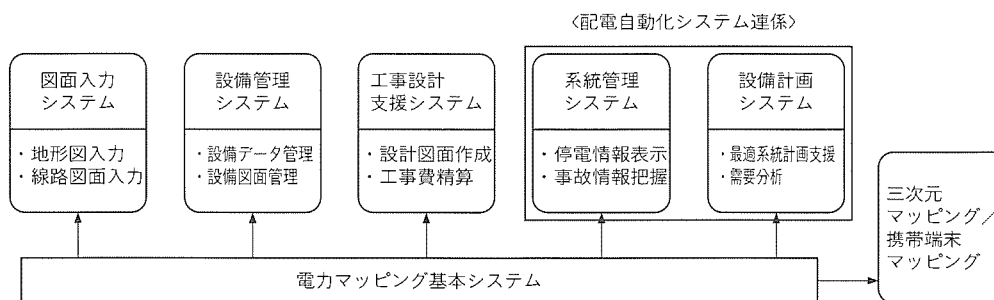 〈配電自動化システム連係〉
図面入力
システム
・地形図入力
・線路図面入力
設備管理
システム
・設備データ管理
・設備図面管理
工事設計
支援システム
・設計図面作成
・工事費精算
系統管理
システム
・停電情報表示
・事故情報把握
設備計画
システム
・最適系統計画支援
・需要分析
三次元
マッピング／
携帯端末
マッピング
電力マッピング基本システム